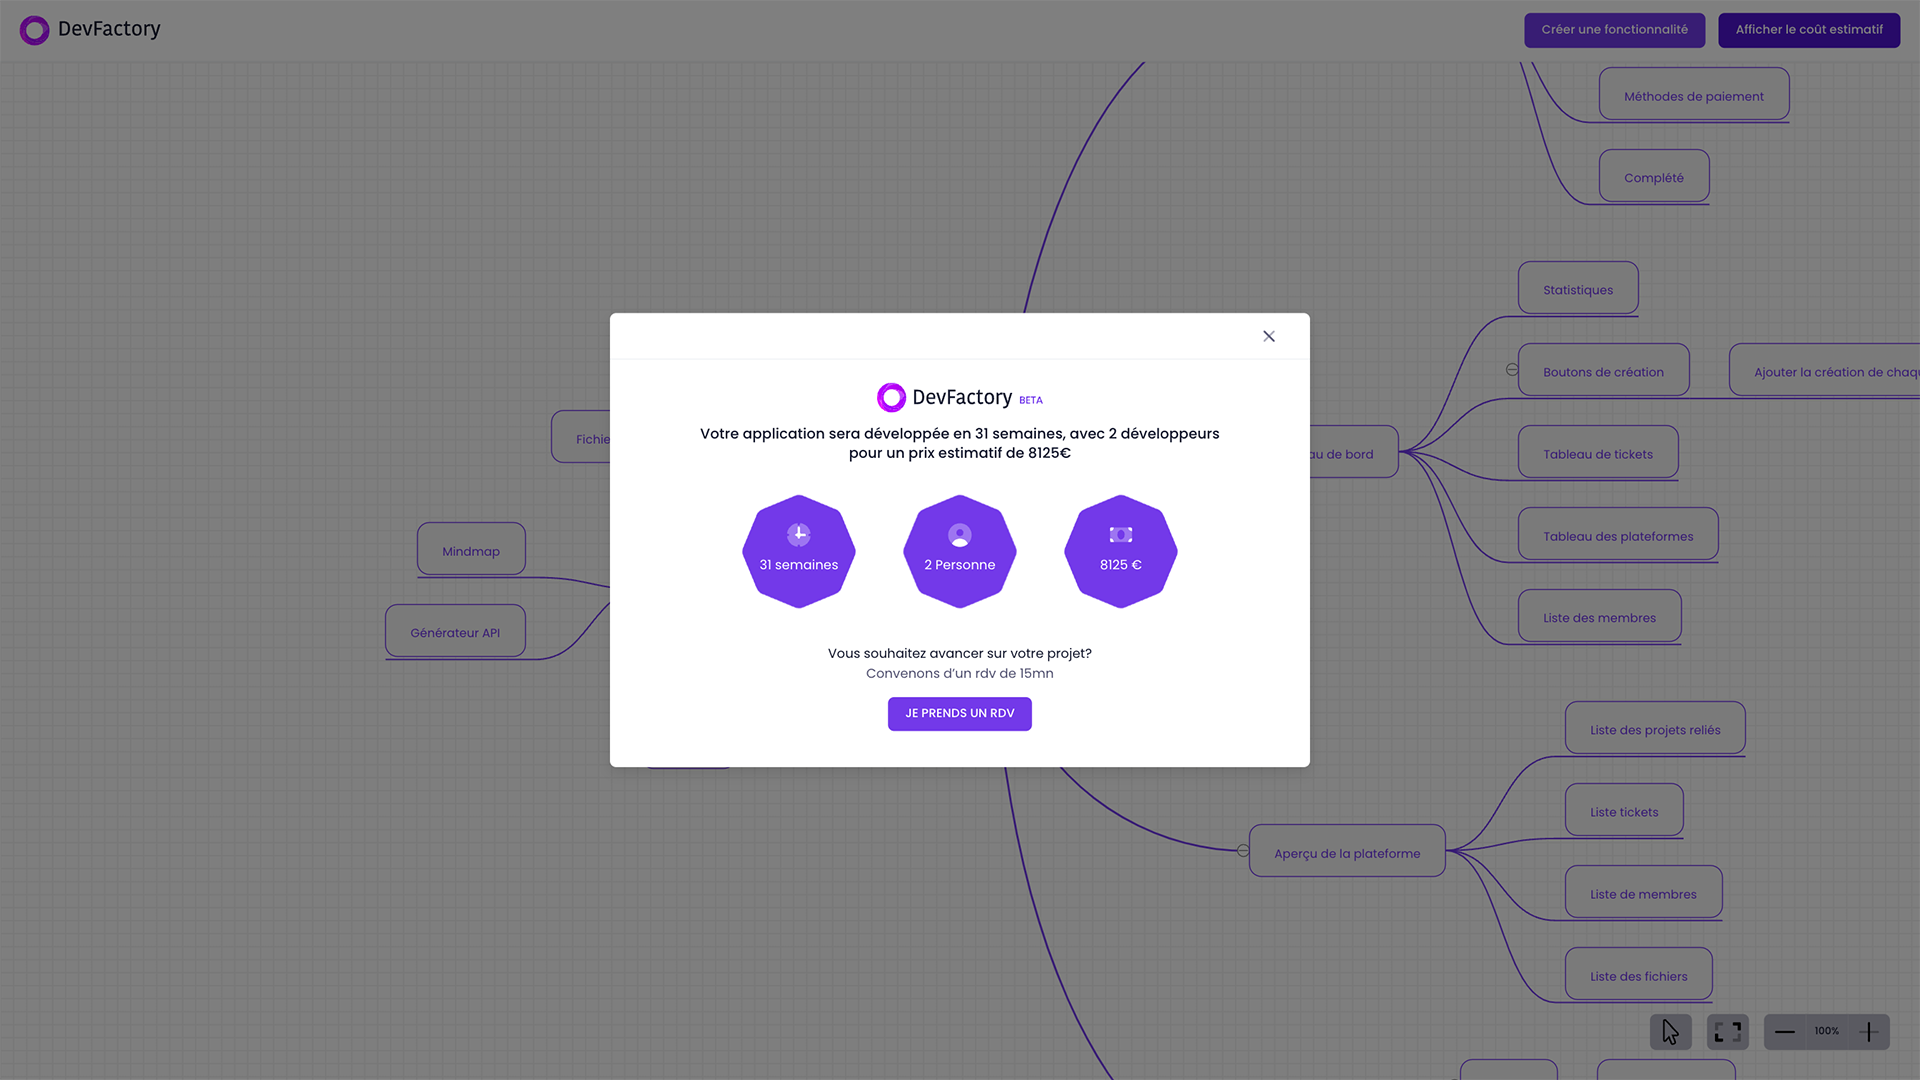 DevFactory
Créer une fonctionnalité
Afficher le coût estimatif
Méthodes de paiement
Complété
Statistiques
Boutons de création
Ajouter la création de chaq
Tableau de tickets
Tableau des plateformes
Liste des membres
au de bord
Fichie
Mindmap
Générateur API
DevFactory BETA
Votre application sera développée en 31 semaines, avec 2 développeurs
pour un prix estimatif de 8125€
31 semaines
2 Personne
8125 €
Vous souhaitez avancer sur votre projet?
Convenons d’un rdv de 15mn
JE PRENDS UN RDV
Liste des projets reliés
Liste tickets
Aperçu de la plateforme
Liste de membres
Liste des fichiers
100%